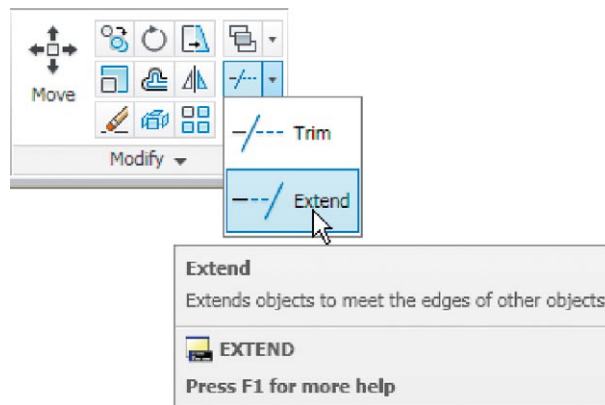 Move
Modify
Trim
Extend
Extend
Extends objects to meet the edges of other objects
EXTEND
Press F1 for more help